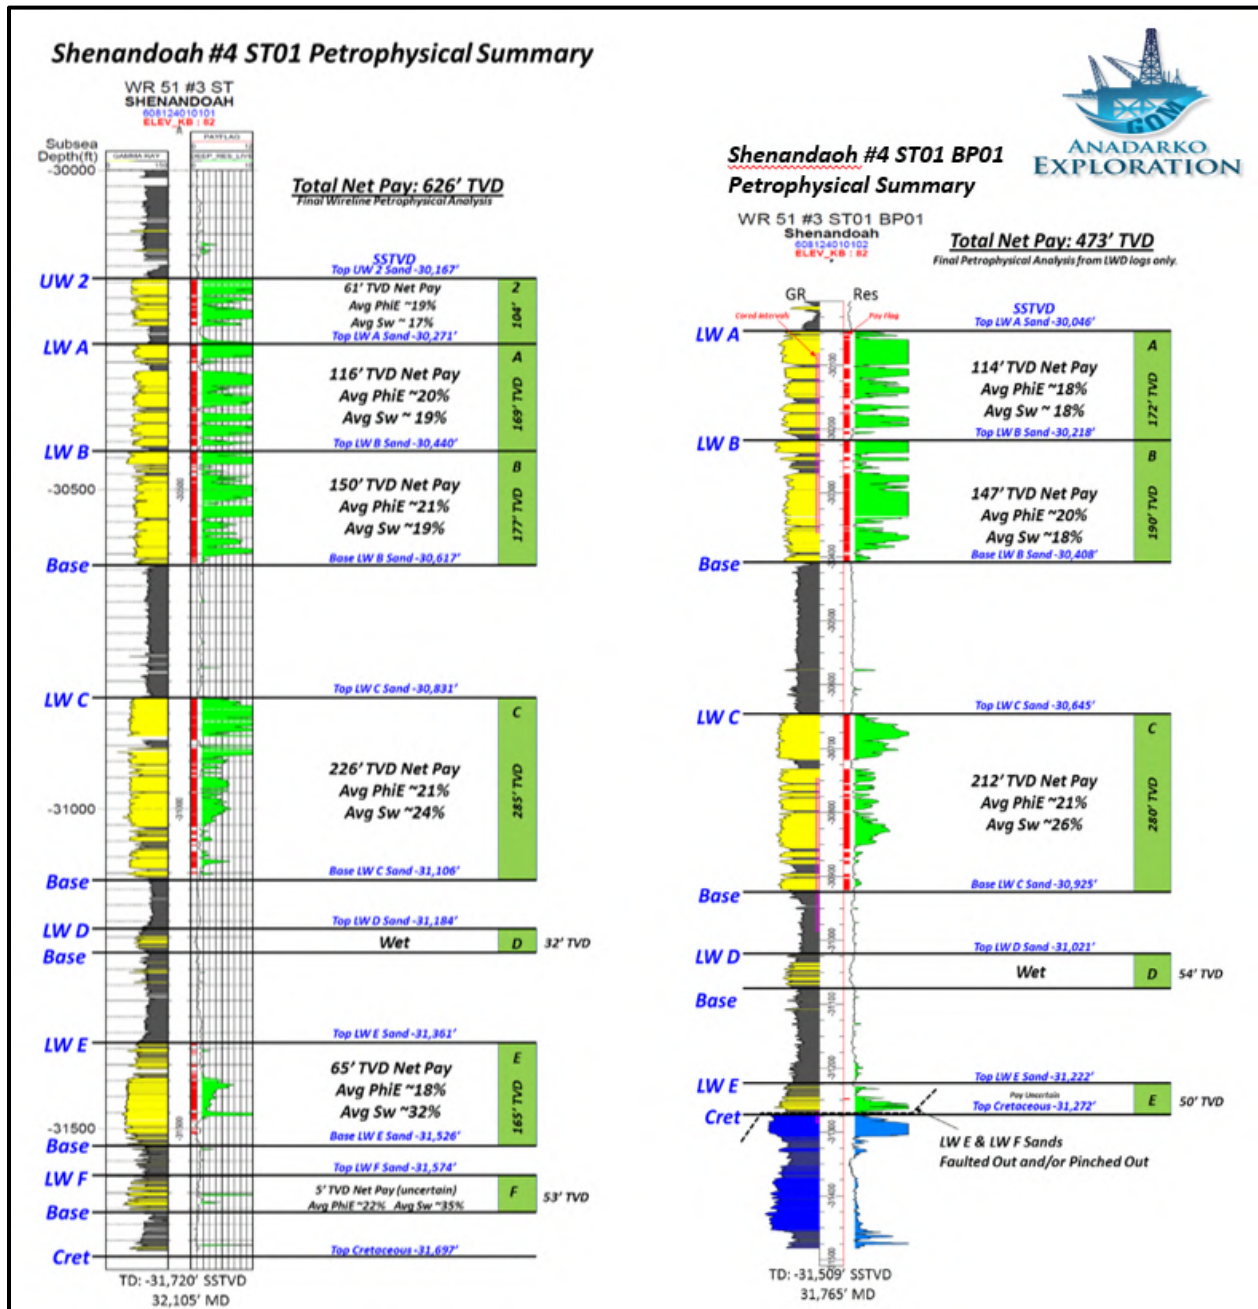 Shenandoah #4 ST01 Petrophysical Summary
WR 51 #3 ST
SHENANDOAH
608124010101
ELEV_KB : 82
Subsea
Depth(ft)
PAYFLAG
GAMMA RAY
-30000
Total Net Pay: 626' TVD
Final Wireline Petrophysical Analysis
SSTVD
Top UW 2 Sand -30,167'
UW 2
61' TVD Net Pay
Avg PhiE ~19%
Avg Sw ~ 17%
2
104'
Top LW A Sand -30,271'
LW A
A
116' TVD Net Pay
Avg PhiE ~20%
Avg Sw ~ 19%
169' TVD
Top LW B Sand -30,440'
LW B
B
-30500
150' TVD Net Pay
Avg PhiE ~21%
Avg Sw ~19%
177' TVD
Base LW B Sand -30,617'
Base
Top LW C Sand -30,831'
LW C
C
226' TVD Net Pay
Avg PhiE ~21%
Avg Sw ~24%
285' TVD
-31000
Base LW C Sand -31,106'
Base
Top LW D Sand -31,184'
LW D
Wet
D
32' TVD
Base
Top LW E Sand -31,361'
LW E
E
65' TVD Net Pay
Avg PhiE ~18%
Avg Sw ~32%
165' TVD
-31500
Base LW E Sand -31,526'
Base
Top LW F Sand -31,574'
LW F
5' TVD Net Pay (uncertain)
Avg PhiE ~22% Avg Sw ~35%
F
53' TVD
Base
Top Cretaceous -31,697'
Cret
TD: -31,720' SSTVD
32,105' MD
GOM
ANADARKO
EXPLORATION
Shenandaoh #4 ST01 BP01
Petrophysical Summary
WR 51 #3 ST01 BP01
Shenandoah
608124010102
ELEV_KB : 82
Total Net Pay: 473' TVD
Final Petrophysical Analysis from LWD logs only.
GR
Res
Cored Intervals
Pay Flag
SSTVD
Top LW A Sand -30,046'
LW A
A
114' TVD Net Pay
Avg PhiE ~18%
Avg Sw ~ 18%
172' TVD
Top LW B Sand -30,218'
LW B
B
147' TVD Net Pay
Avg PhiE ~20%
Avg Sw ~18%
190' TVD
Base LW B Sand -30,408'
Base
Top LW C Sand -30,645'
LW C
C
212' TVD Net Pay
Avg PhiE ~21%
Avg Sw ~26%
280' TVD
Base LW C Sand -30,925'
Base
Top LW D Sand -31,021'
LW D
Wet
D
54' TVD
Base
Top LW E Sand -31,222'
LW E
Pay Uncertain
Top Cretaceous -31,272'
E
50' TVD
Cret
LW E & LW F Sands
Faulted Out and/or Pinched Out
TD: -31,509' SSTVD
31,765' MD